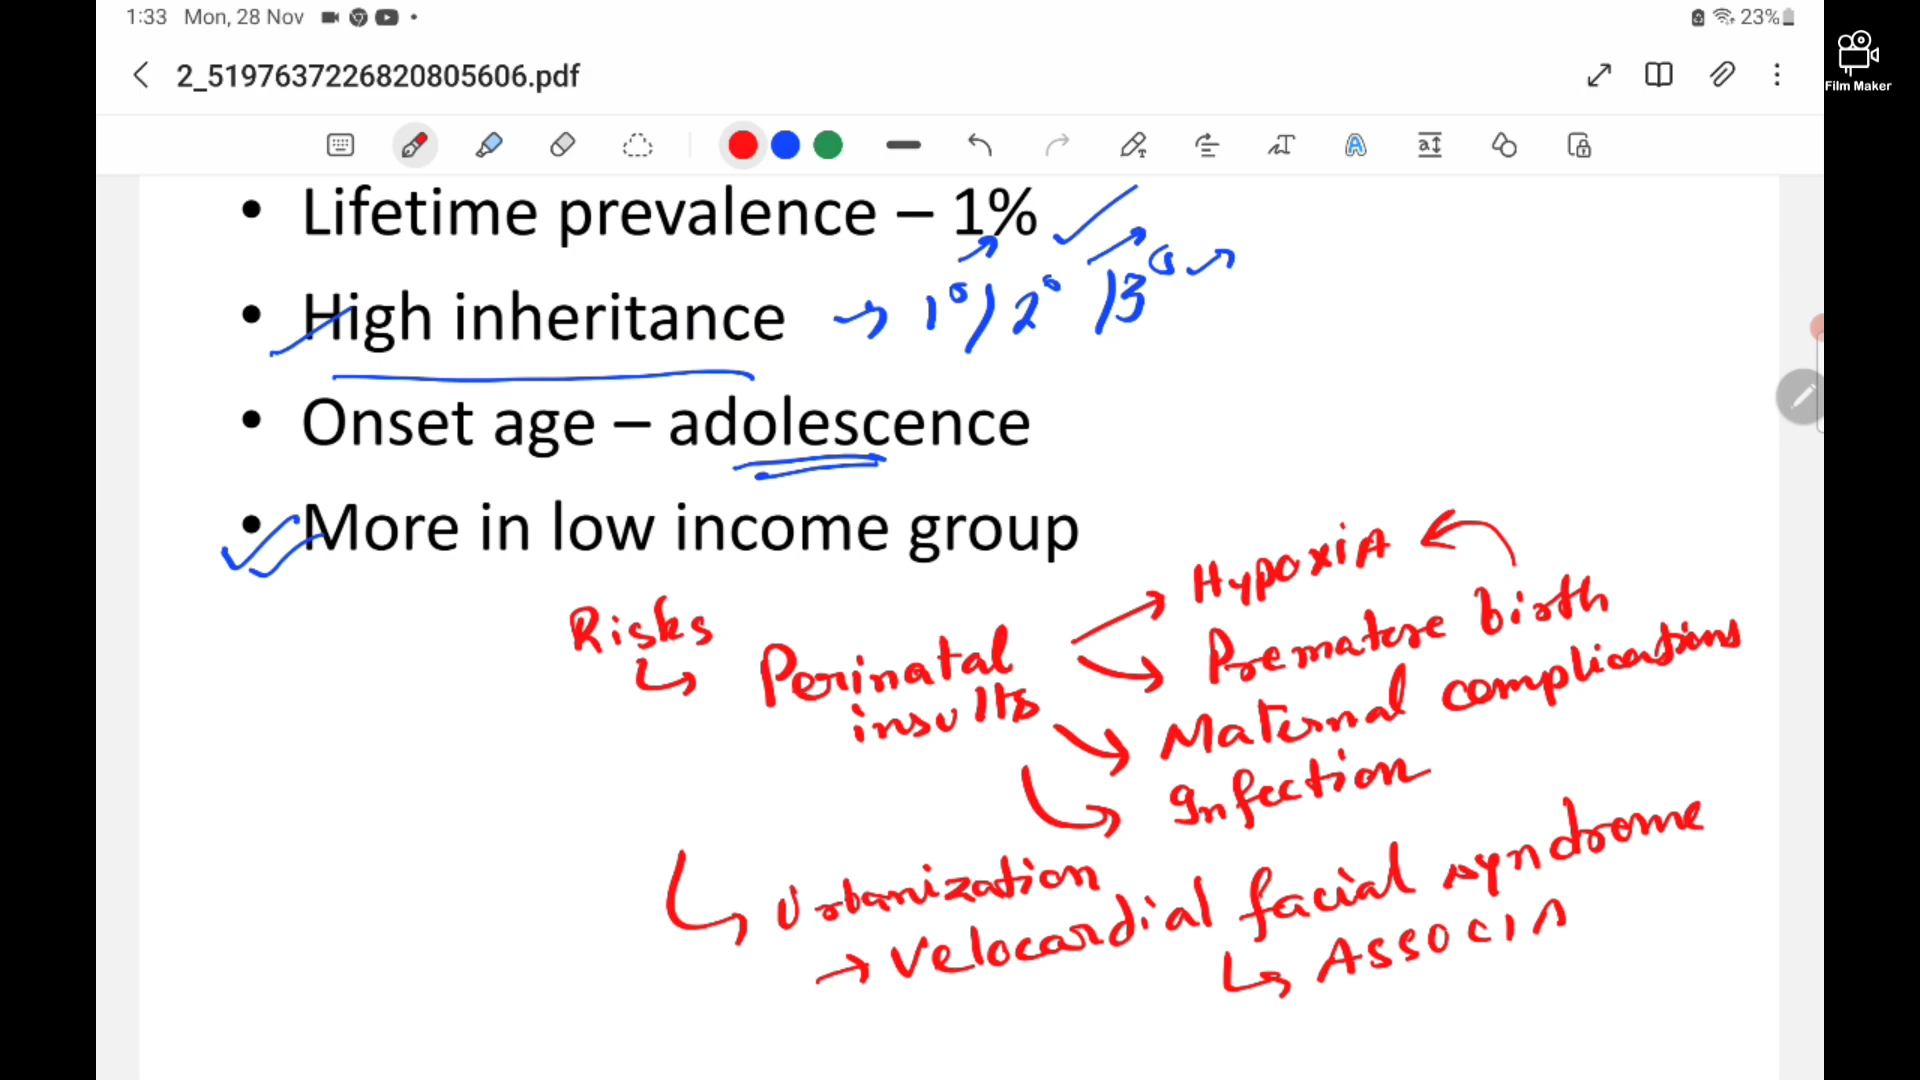 1:33 Mon, 28 Nov
23%
Film Maker
2_5197637226820805606.pdf
• Lifetime prevalence – 1%
• High inheritance → 1°/2°/3°
• Onset age – adolescence
• More in low income group
Risks
Perinatal insults
Hypoxia
Premature birth
Maternal complications
Infection
Urbanization
→ Velocardial facial syndrome
Associa